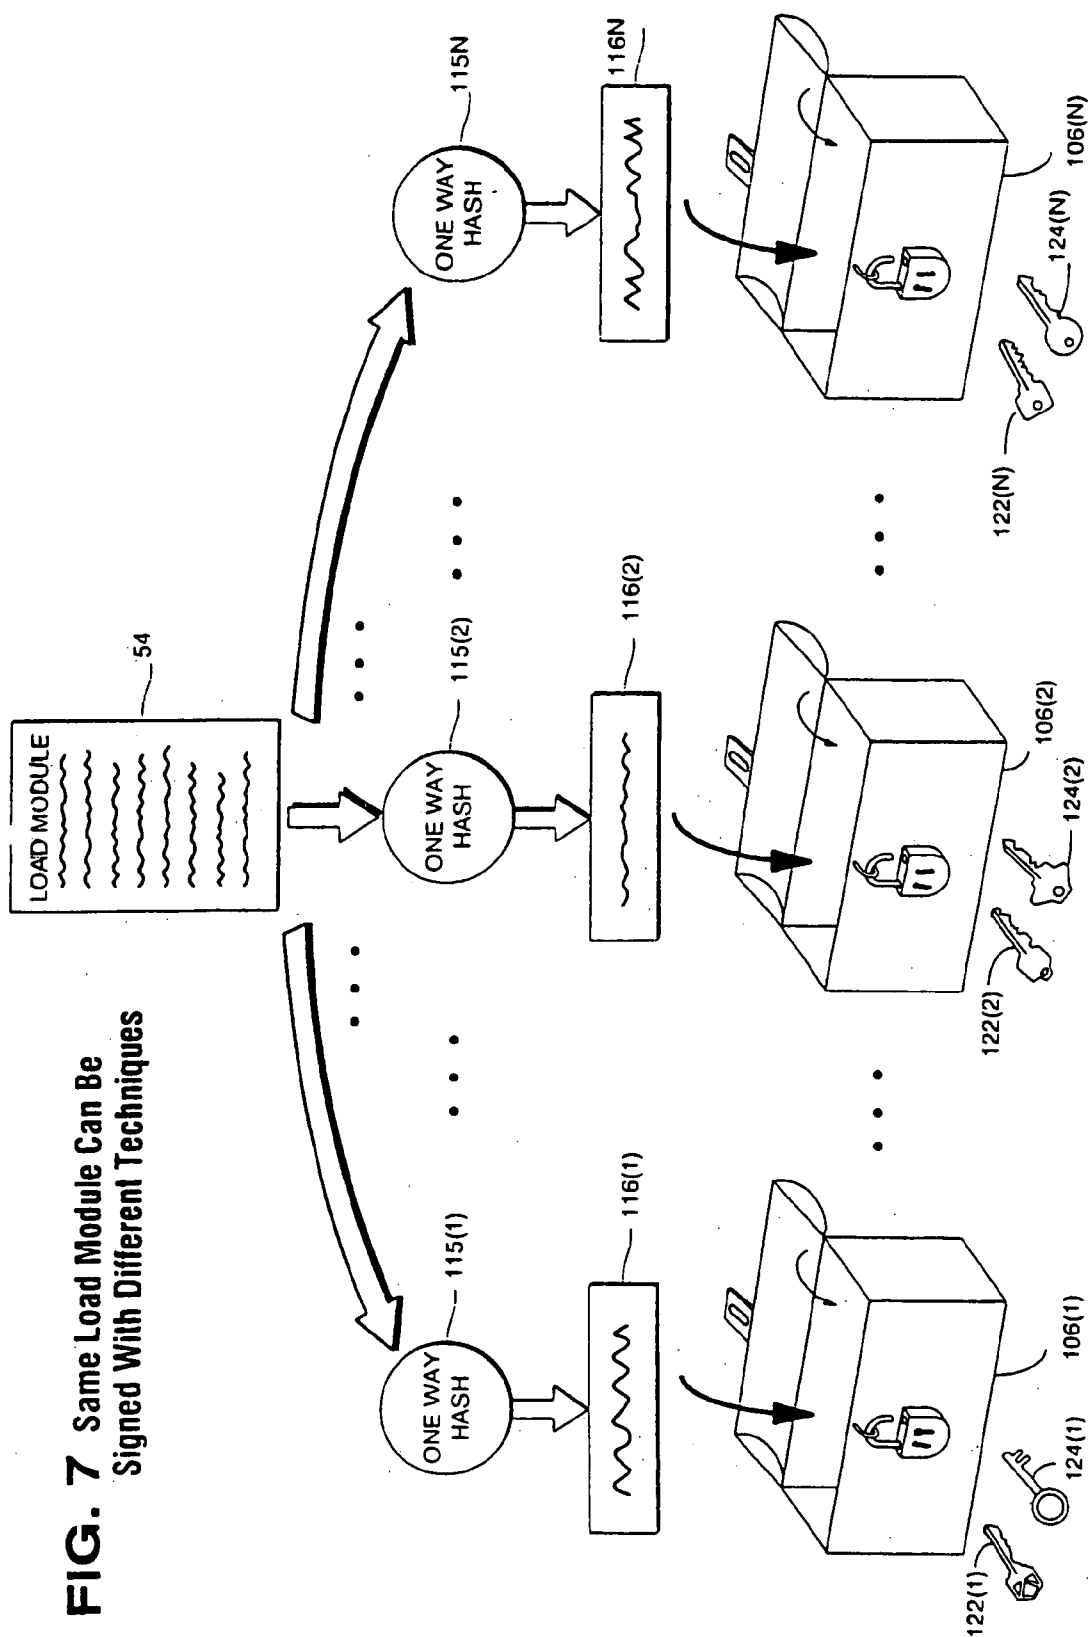 FIG. 7 Same Load Module Can Be
Signed With Different Techniques
LOAD MODULE
54
ONE WAY
HASH
115(1)
ONE WAY
HASH
115(2)
ONE WAY
HASH
115N
116(1)
116(2)
116N
106(1)
122(1)
124(1)
106(2)
122(2)
124(2)
106(N)
122(N)
124(N)